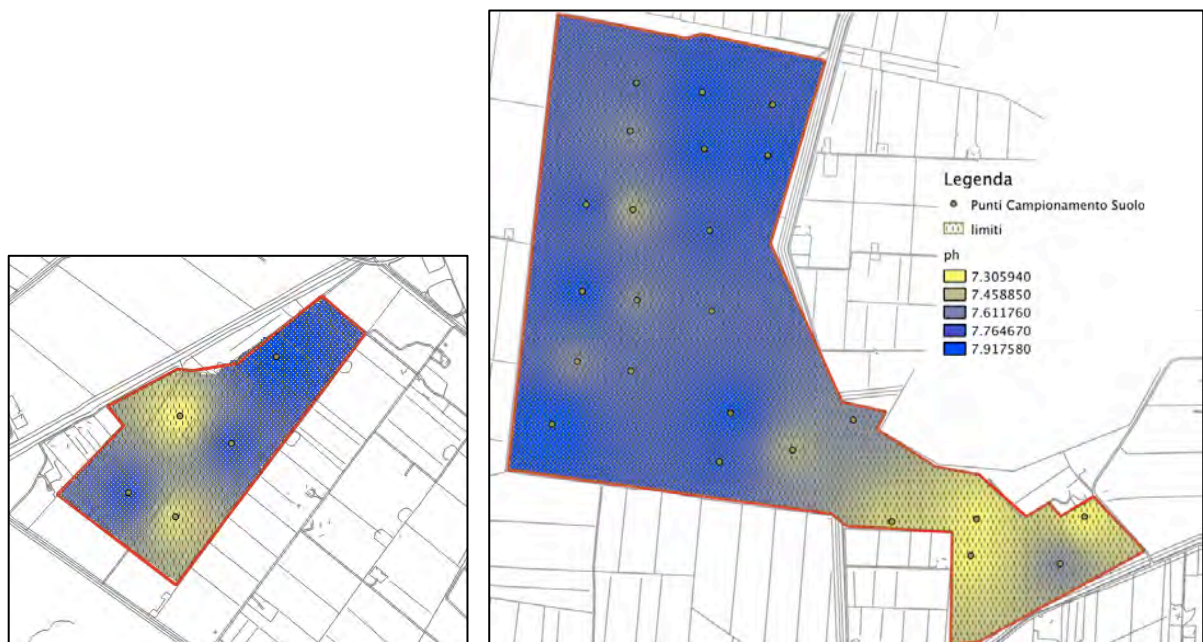 Legenda
Punti Campionamento Suolo
limiti
ph
7.305940
7.458850
7.611760
7.764670
7.917580